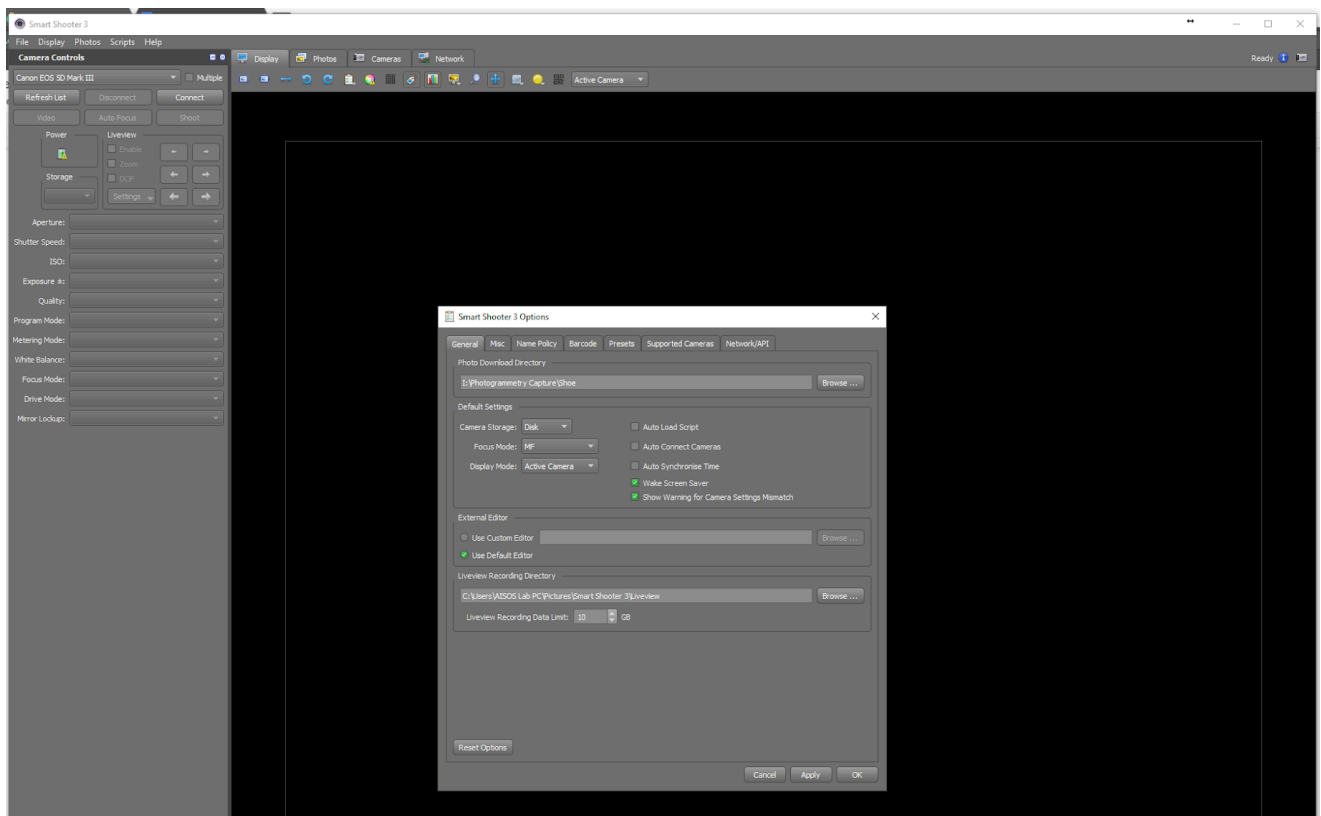 Smart Shooter 3
File Display Photos Scripts Help
Camera Controls
Display Photos Cameras Network
Ready
Canon EOS 5D Mark III Multiple
Active Camera
Refresh List Disconnect Connect
Video Auto Focus Shoot
Power Liveview
Enable
Zoom
Storage DOF
Settings
Aperture:
Shutter Speed:
ISO:
Exposure ±:
Quality:
Program Mode:
Metering Mode:
White Balance:
Focus Mode:
Drive Mode:
Mirror Lockup:
Smart Shooter 3 Options
General Misc Name Policy Barcode Presets Supported Cameras Network/API
Photo Download Directory
I:\Photogrammetry Capture\Shoe Browse ...
Default Settings
Camera Storage: Disk Auto Load Script
Focus Mode: MF Auto Connect Cameras
Display Mode: Active Camera Auto Synchronise Time
Wake Screen Saver
Show Warning for Camera Settings Mismatch
External Editor
Use Custom Editor Browse ...
Use Default Editor
Liveview Recording Directory
C:\Users\AISOS Lab PC\Pictures\Smart Shooter 3\Liveview Browse ...
Liveview Recording Data Limit: 10 GB
Reset Options
Cancel Apply OK